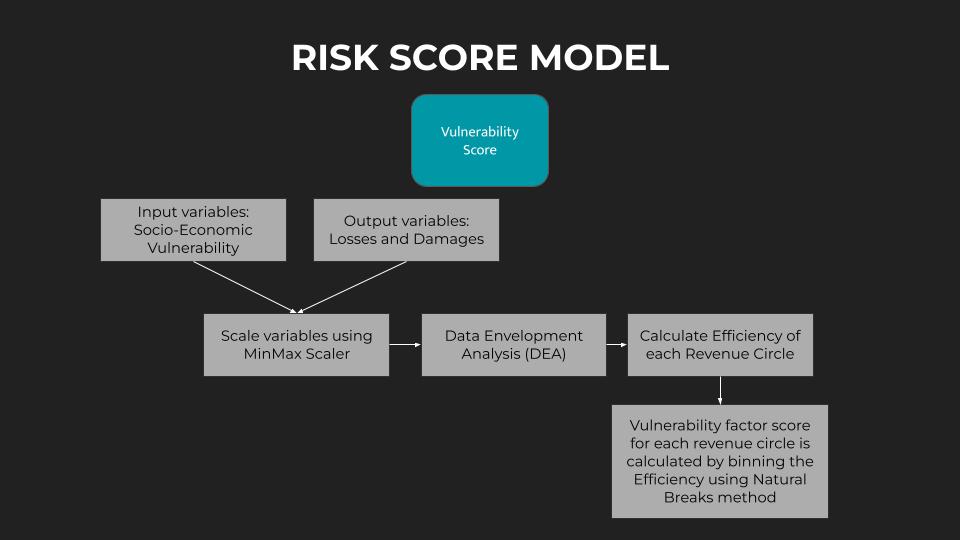 RISK SCORE MODEL
Vulnerability
Score
Input variables:
Socio-Economic
Vulnerability
Output variables:
Losses and Damages
Scale variables using
MinMax Scaler
Data Envelopment
Analysis (DEA)
Calculate Efficiency of
each Revenue Circle
Vulnerability factor score
for each revenue circle is
calculated by binning the
Efficiency using Natural
Breaks method